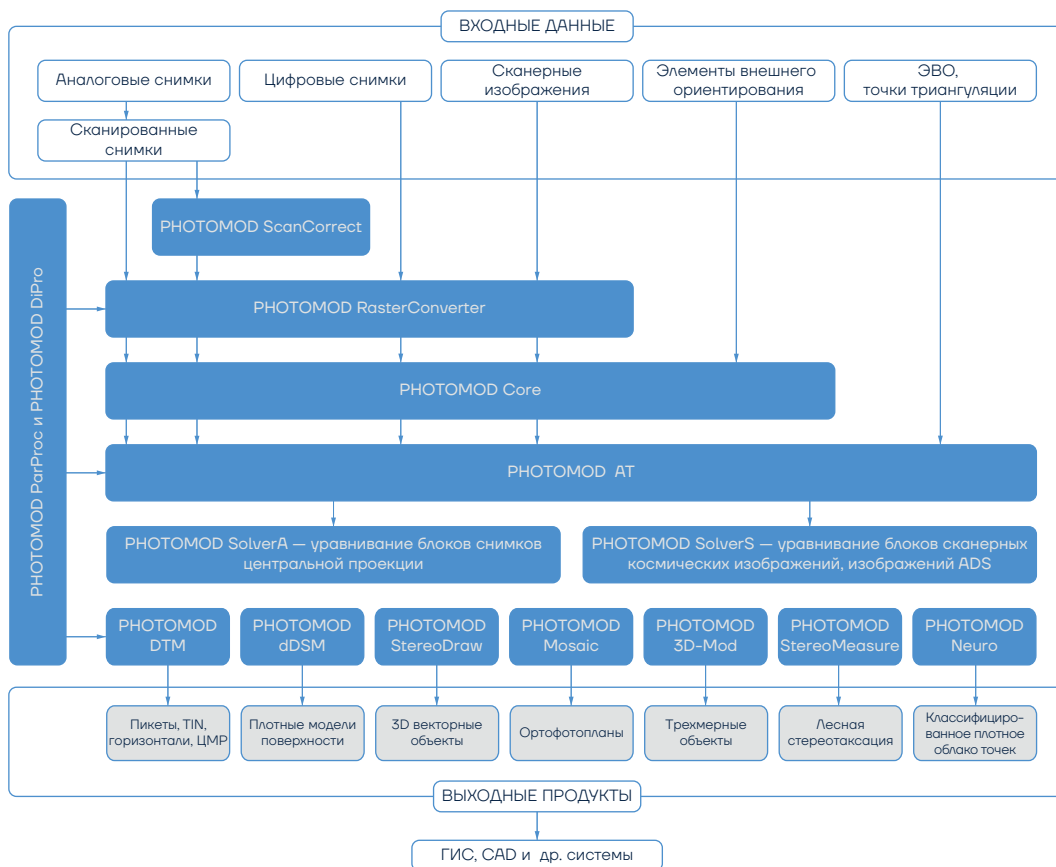 ВХОДНЫЕ ДАННЫЕ
Аналоговые снимки
Цифровые снимки
Сканерные
изображения
Элементы внешнего
ориентирования
ЭВО,
точки триангуляции
Сканированные
снимки
PHOTOMOD ParProc и PHOTOMOD DiPro
PHOTOMOD ScanCorrect
PHOTOMOD RasterConverter
PHOTOMOD Core
PHOTOMOD AT
PHOTOMOD SolverA — уравнивание блоков снимков
центральной проекции
PHOTOMOD SolverS — уравнивание блоков сканерных
космических изображений, изображений ADS
PHOTOMOD
DTM
PHOTOMOD
dDSM
PHOTOMOD
StereoDraw
PHOTOMOD
Mosaic
PHOTOMOD
3D-Mod
PHOTOMOD
StereoMeasure
PHOTOMOD
Neuro
Пикеты, TIN,
горизонтали, ЦМР
Плотные модели
поверхности
3D векторные
объекты
Ортофотопланы
Трехмерные
объекты
Лесная
стереотаксация
Классифициро-
ванное плотное
облако точек
ВЫХОДНЫЕ ПРОДУКТЫ
ГИС, CAD и др. системы